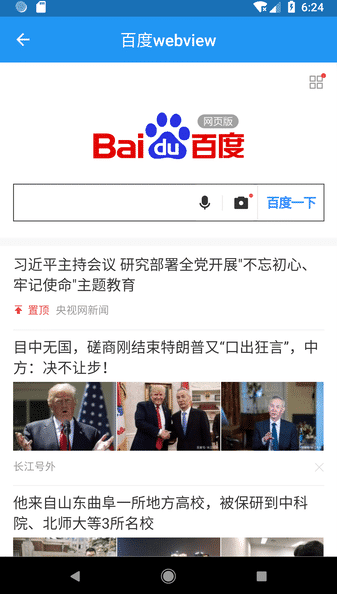 6:24
百度webview
网页版
Bai du 百度
百度一下
习近平主持会议 研究部署全党开展“不忘初心、
牢记使命”主题教育
置顶 央视网新闻
目中无国，磋商刚结束特朗普又“口出狂言”，中
方：决不让步！
长江号外
他来自山东曲阜一所地方高校，被保研到中科
院、北师大等3所名校